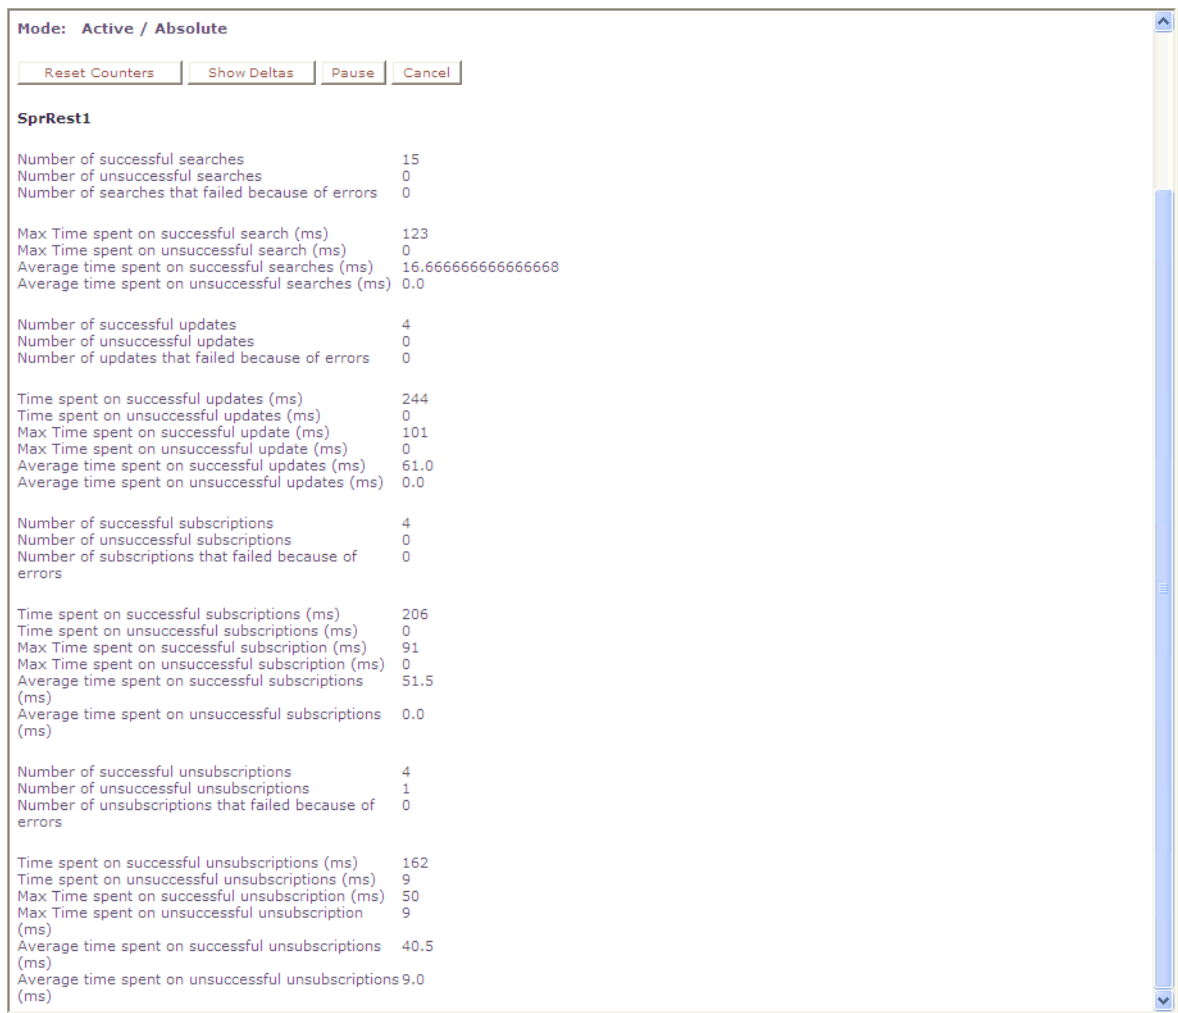 Mode: Active / Absolute
Reset Counters Show Deltas Pause Cancel
SprRest1
Number of successful searches 15
Number of unsuccessful searches 0
Number of searches that failed because of errors 0
Max Time spent on successful search (ms) 123
Max Time spent on unsuccessful search (ms) 0
Average time spent on successful searches (ms) 16.666666666666668
Average time spent on unsuccessful searches (ms) 0.0
Number of successful updates 4
Number of unsuccessful updates 0
Number of updates that failed because of errors 0
Time spent on successful updates (ms) 244
Time spent on unsuccessful updates (ms) 0
Max Time spent on successful update (ms) 101
Max Time spent on unsuccessful update (ms) 0
Average time spent on successful updates (ms) 61.0
Average time spent on unsuccessful updates (ms) 0.0
Number of successful subscriptions 4
Number of unsuccessful subscriptions 0
Number of subscriptions that failed because of 0
errors
Time spent on successful subscriptions (ms) 206
Time spent on unsuccessful subscriptions (ms) 0
Max Time spent on successful subscription (ms) 91
Max Time spent on unsuccessful subscription (ms) 0
Average time spent on successful subscriptions 51.5
(ms)
Average time spent on unsuccessful subscriptions 0.0
(ms)
Number of successful unsubscriptions 4
Number of unsuccessful unsubscriptions 1
Number of unsubscriptions that failed because of 0
errors
Time spent on successful unsubscriptions (ms) 162
Time spent on unsuccessful unsubscriptions (ms) 9
Max Time spent on successful unsubscription (ms) 50
Max Time spent on unsuccessful unsubscription 9
(ms)
Average time spent on successful unsubscriptions 40.5
(ms)
Average time spent on unsuccessful unsubscriptions 9.0
(ms)